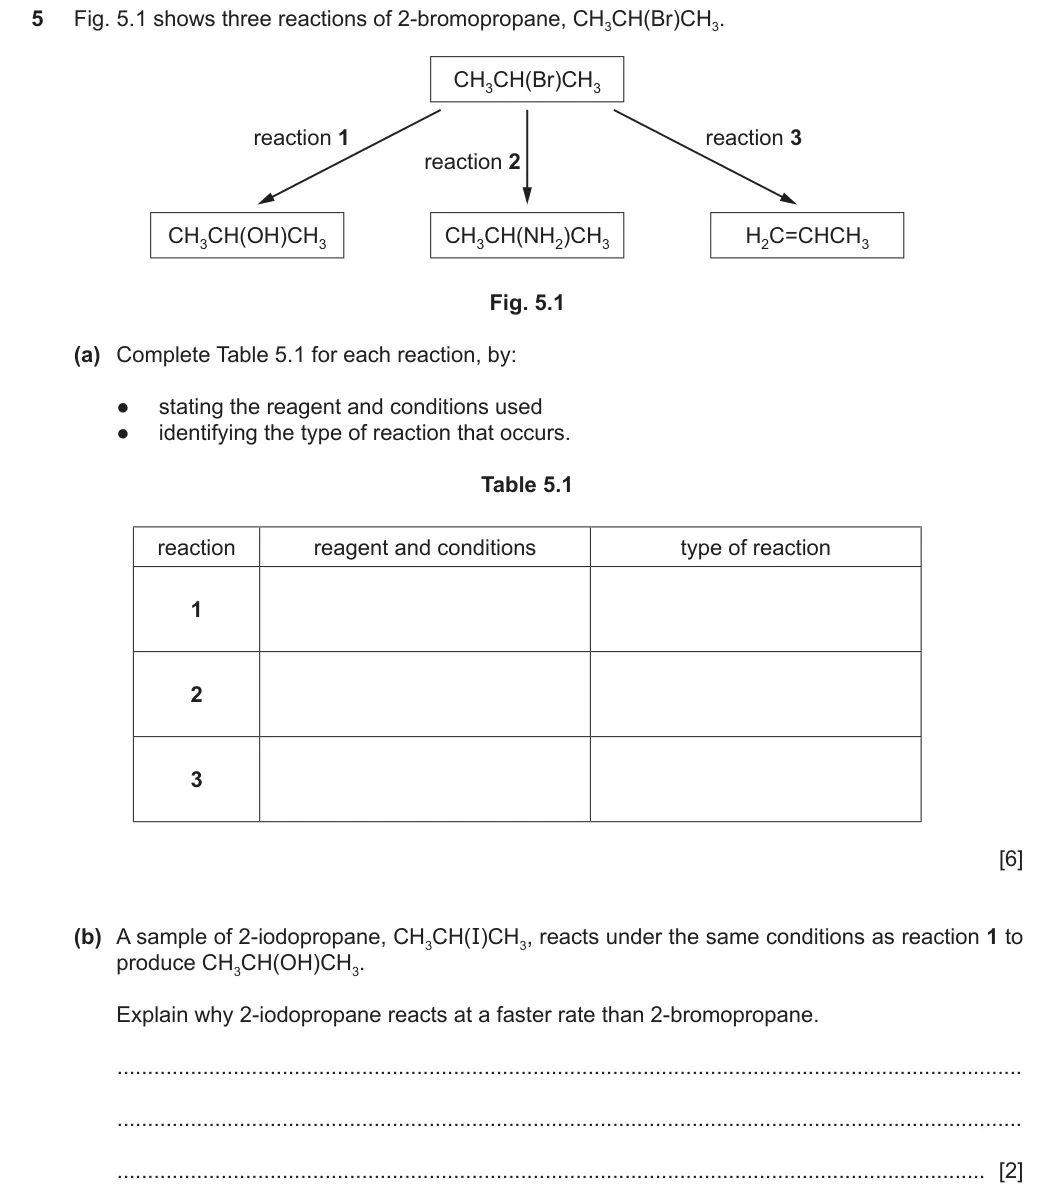 5 Fig. 5.1 shows three reactions of 2-bromopropane, CH₃CH(Br)CH₃.
CH₃CH(Br)CH₃
reaction 1
reaction 2
reaction 3
CH₃CH(OH)CH₃
CH₃CH(NH₂)CH₃
H₂C=CHCH₃
Fig. 5.1
(a) Complete Table 5.1 for each reaction, by:
● stating the reagent and conditions used
● identifying the type of reaction that occurs.
Table 5.1
reaction reagent and conditions type of reaction
1
2
3
[6]
(b) A sample of 2-iodopropane, CH₃CH(I)CH₃, reacts under the same conditions as reaction 1 to
produce CH₃CH(OH)CH₃.
Explain why 2-iodopropane reacts at a faster rate than 2-bromopropane.
[2]